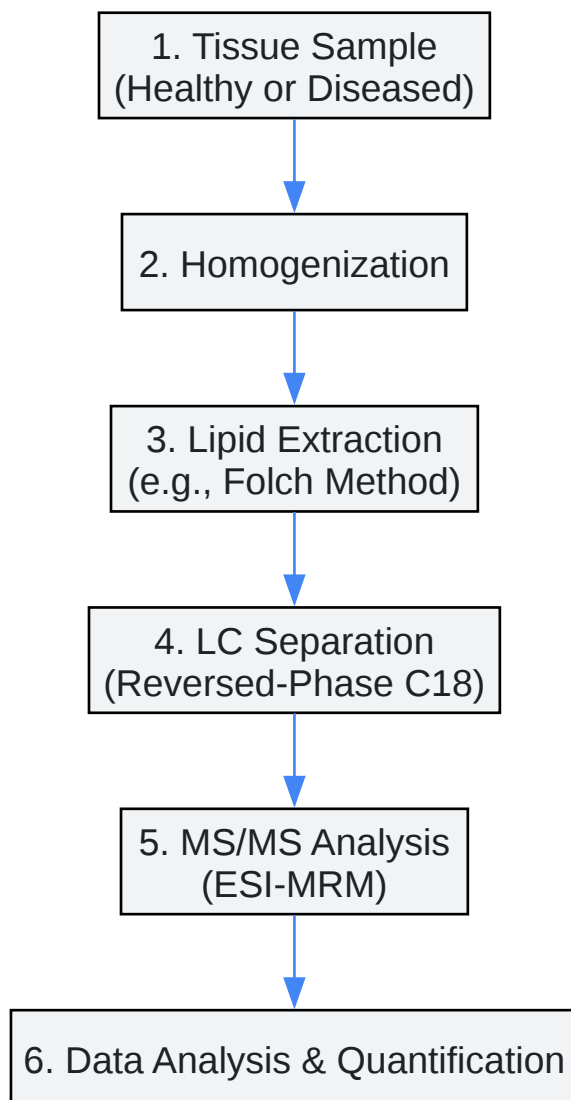 1. Tissue Sample
(Healthy or Diseased)
2. Homogenization
3. Lipid Extraction
(e.g., Folch Method)
4. LC Separation
(Reversed-Phase C18)
5. MS/MS Analysis
(ESI-MRM)
6. Data Analysis & Quantification